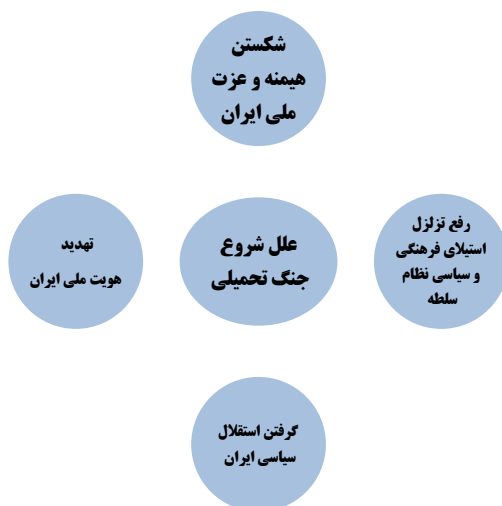 شکستن
هیمنه و عزت
ملی ایران
رفع تزلزل
استیلای فرهنگی
و سیاسی نظام
سلطه
علل شروع
جنگ تحمیلی
تهدید
هویت ملی ایران
گرفتن استقلال
سیاسی ایران